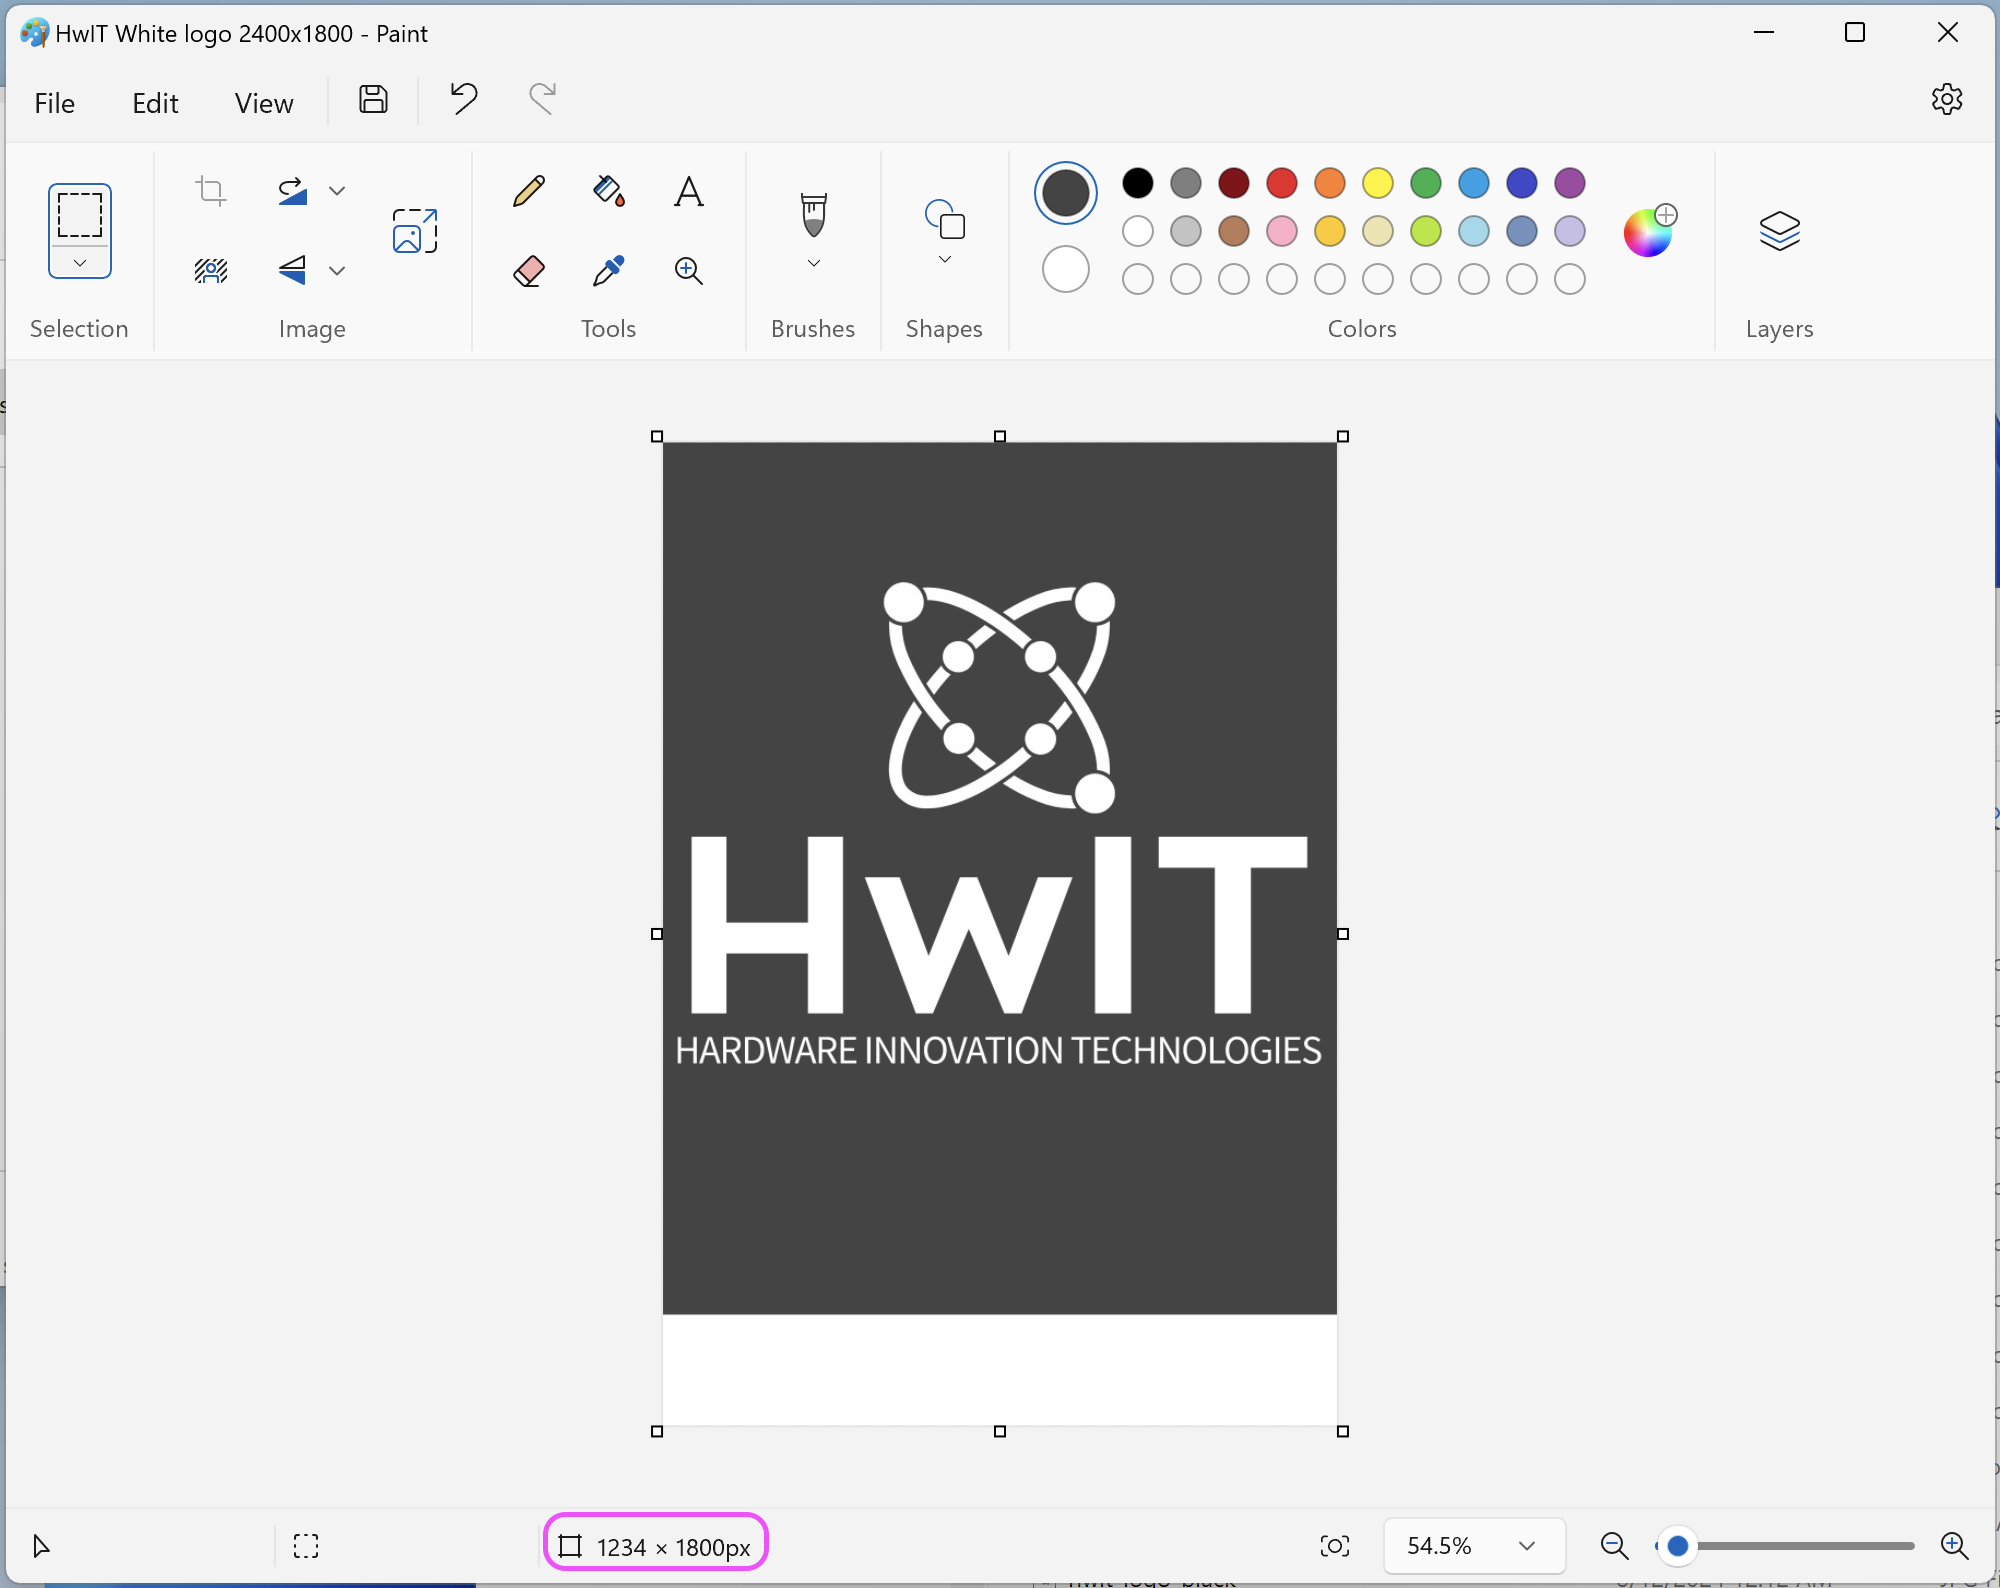 HwIT White logo 2400x1800 - Paint
File Edit View
Selection Image Tools Brushes Shapes Colors Layers
HwIT
HARDWARE INNOVATION TECHNOLOGIES
1234 × 1800px 54.5%